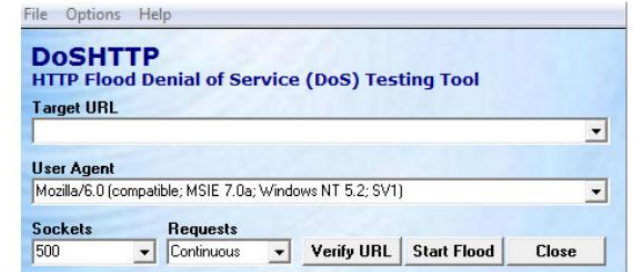 File Options Help
DoSHTTP
HTTP Flood Denial of Service (DoS) Testing Tool
Target URL
User Agent
Mozilla/6.0 (compatible; MSIE 7.0a; Windows NT 5.2; SV1)
Sockets Requests
500 Continuous Verify URL Start Flood Close